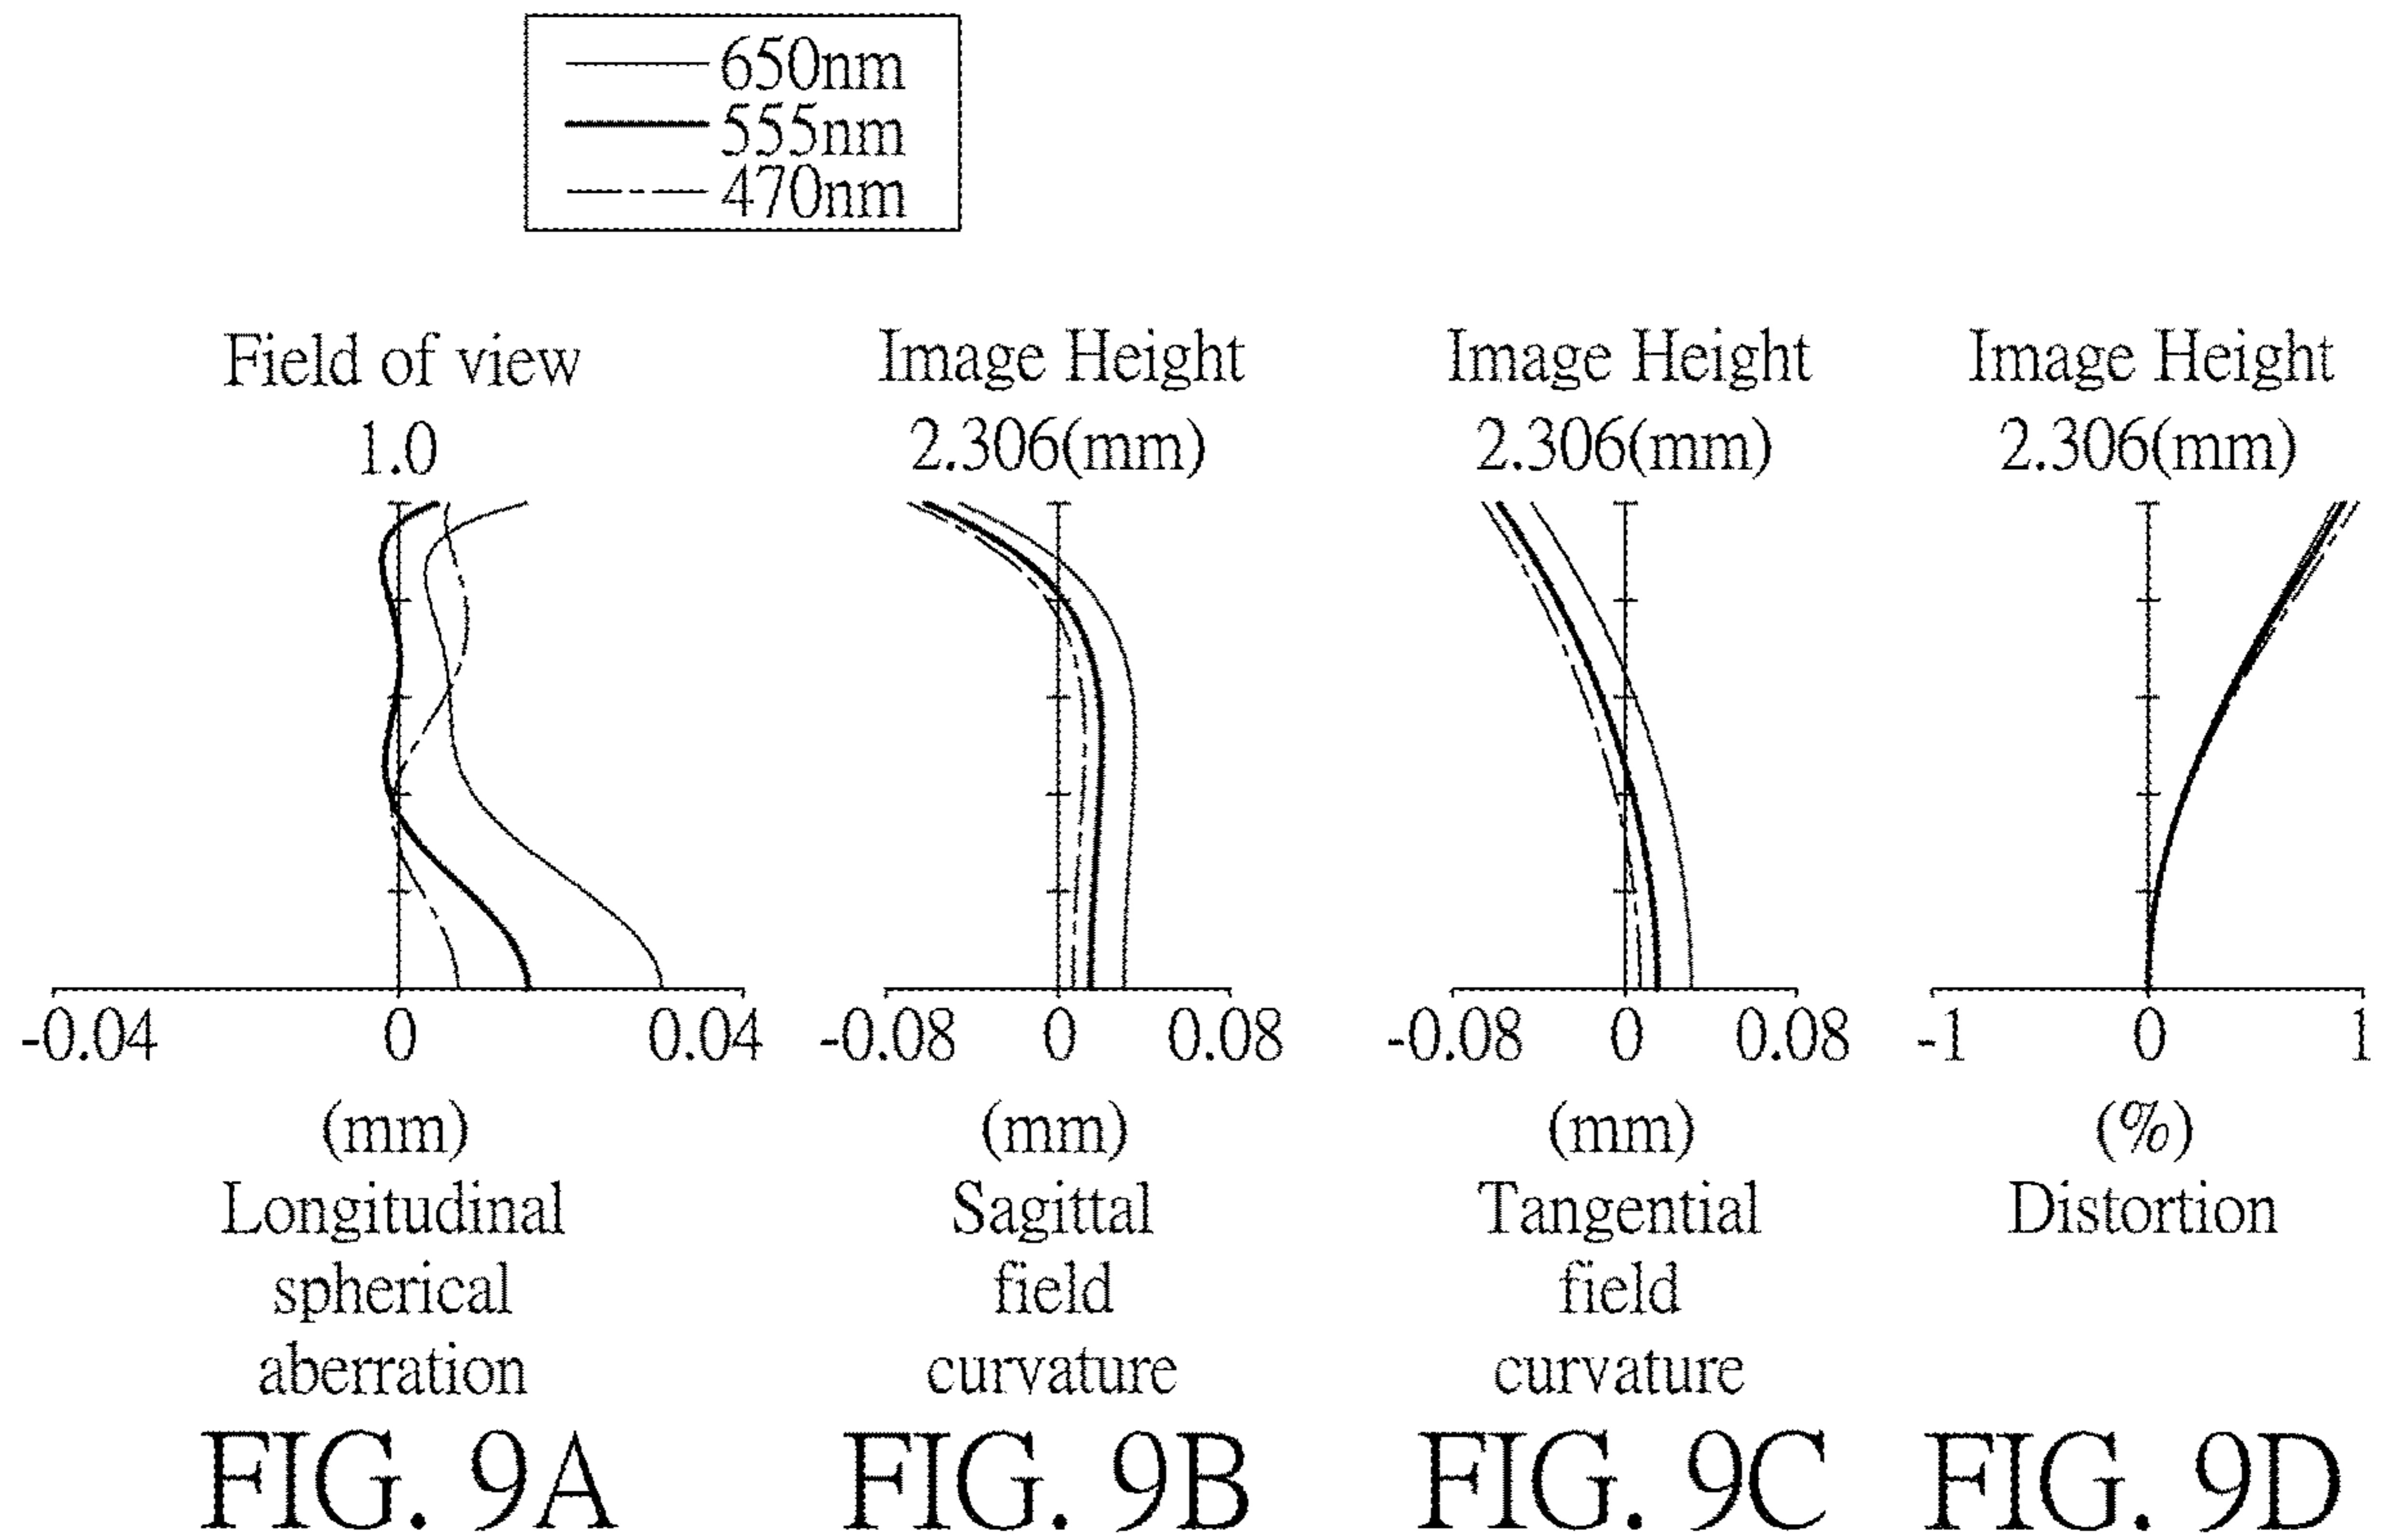 650nm
555nm
470nm
Field of view
1.0
-0.04 0 0.04
(mm)
Longitudinal
spherical
aberration
FIG. 9A
Image Height
2.306(mm)
-0.08 0 0.08
(mm)
Sagittal
field
curvature
FIG. 9B
Image Height
2.306(mm)
-0.08 0 0.08
(mm)
Tangential
field
curvature
FIG. 9C
Image Height
2.306(mm)
-1 0 1
(%)
Distortion
FIG. 9D